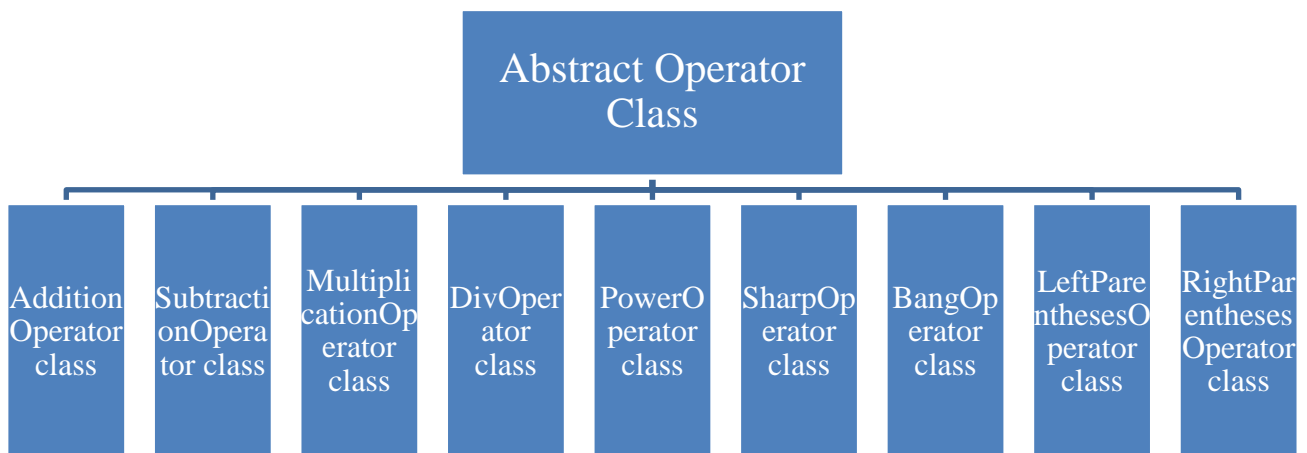 Abstract Operator
Class
Addition
Operator
class
Subtracti
onOpera
tor class
Multipli
cationOp
erator
class
DivOper
ator
class
PowerO
perator
class
SharpOp
erator
class
BangOp
erator
class
LeftPare
nthesesO
perator
class
RightPar
entheses
Operator
class